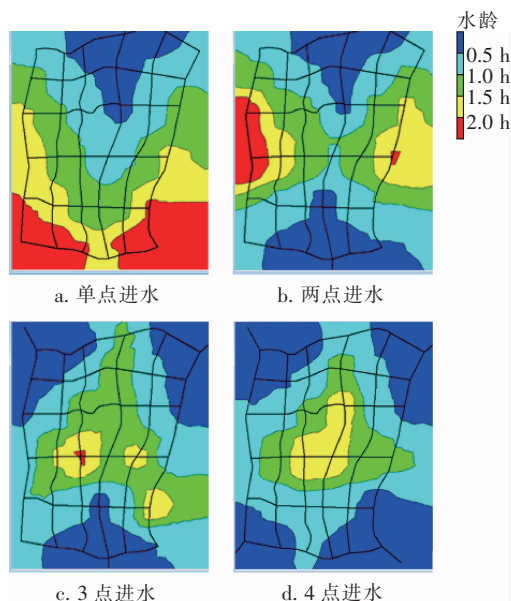 水龄
0.5 h
1.0 h
1.5 h
2.0 h
a. 单点进水
b. 两点进水
c. 3 点进水
d. 4 点进水